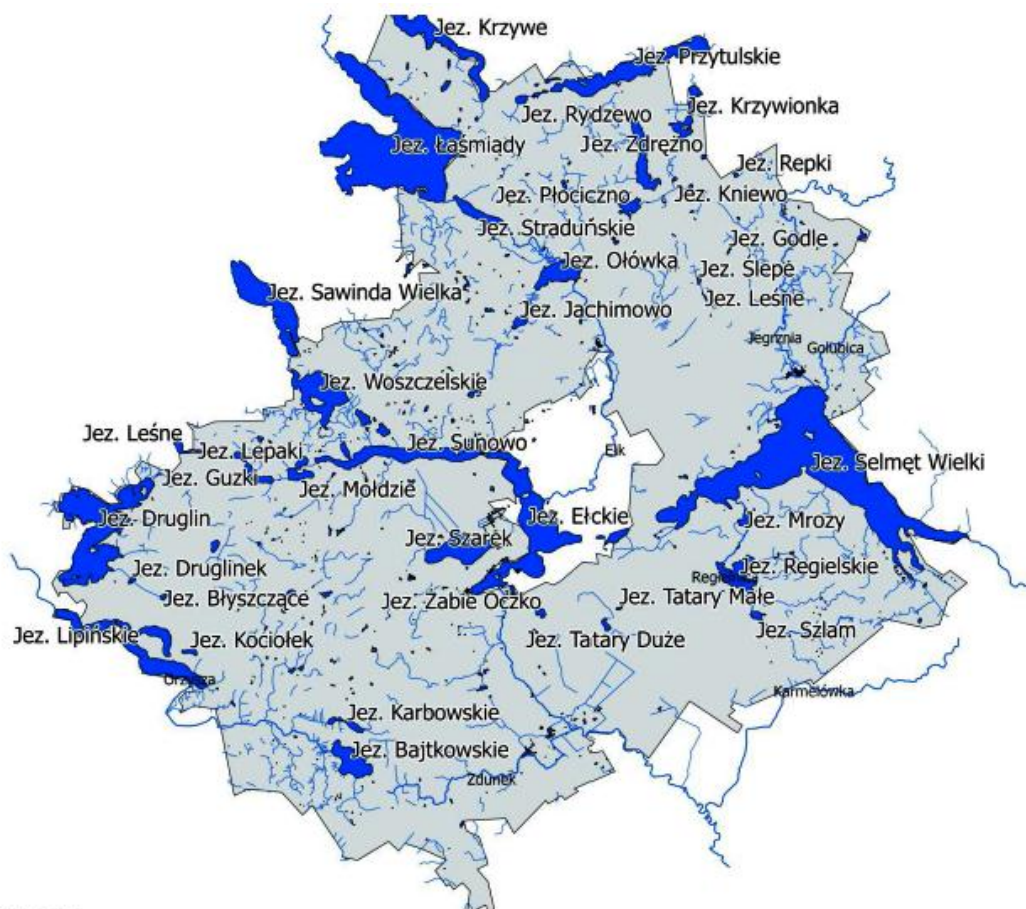 Jez. Krzywe
Jez. Przytulskie
Jez. Rydzewo
Jez. Krzywionka
Jez. Łaśmiady
Jez. Zdręzno
Jez. Repki
Jez. Płociczno
Jez. Kniewo
Jez. Straduńskie
Jez. Godle
Jez. Ołówka
Jez. Ślepe
Jez. Sawinda Wielka
Jez. Leśne
Jez. Jachimowo
Jegrznia
Golubica
Jez. Woszczelskie
Jez. Leśne
Jez. Sunowo
Jez. Lepaki
Ełk
Jez. Selmęt Wielki
Jez. Guzki
Jez. Mołdzie
Jez. Druglin
Jez. Ełckie
Jez. Mrozy
Jez. Szarek
Jez. Druglinek
Jez. Regielskie
Jez. Błyszczące
Jez. Żabie Oczko
Jez. Tatary Małe
Jez. Lipińskie
Jez. Kociołek
Jez. Tatary Duże
Jez. Szlam
Karmelówka
Jez. Karbowskie
Jez. Bajtkowskie
Zdunek